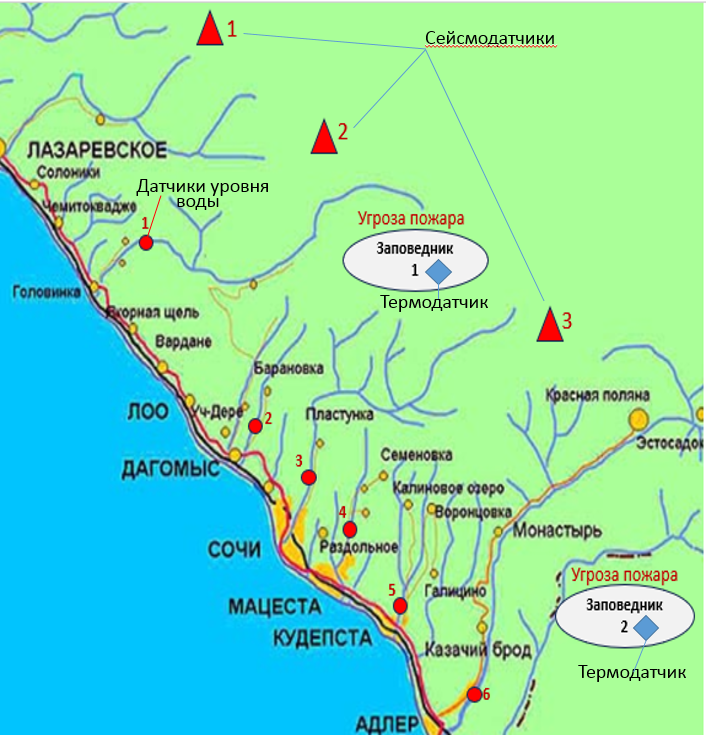 1
Сейсмодатчики
2
ЛАЗАРЕВСКОЕ
Солоники
Датчики уровня
воды
Чемитоквадже
1
Угроза пожара
Заповедник
1
Головинка
Термодатчик
Якорная щель
3
Вардане
Барановка
Красная поляна
ЛОО
Уч-Дере
2
Пластунка
Эстосадок
ДАГОМЫС
3
Семеновка
Калиновое озеро
4
Воронцовка
Монастырь
СОЧИ
Раздольное
Угроза пожара
5
Галицино
МАЦЕСТА
Заповедник
2
КУДЕПСТА
Казачий брод
Термодатчик
6
АДЛЕР